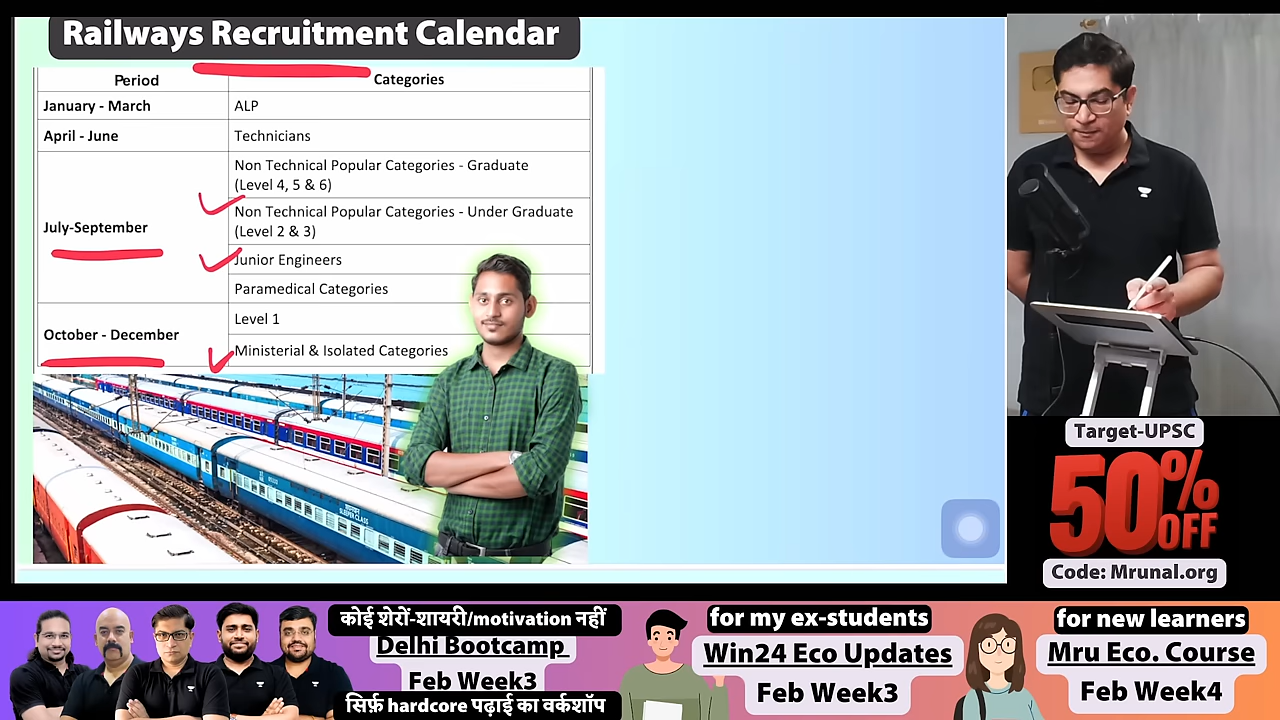 Railways Recruitment Calendar
Period
Categories
January - March
ALP
April - June
Technicians
July-September
Non Technical Popular Categories - Graduate
(Level 4, 5 & 6)
Non Technical Popular Categories - Under Graduate
(Level 2 & 3)
Junior Engineers
Paramedical Categories
October - December
Level 1
Ministerial & Isolated Categories
SLEEPER CLASS
Target-UPSC
50%
OFF
Code: Mrunal.org
कोई शेरों-शायरी/motivation नहीं
Delhi Bootcamp
Feb Week3
सिर्फ़ hardcore पढ़ाई का वर्कशॉप
for my ex-students
Win24 Eco Updates
Feb Week3
for new learners
Mru Eco. Course
Feb Week4